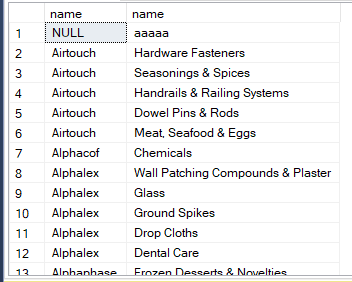 name name
1 NULL aaaaa
2 Airtouch Hardware Fasteners
3 Airtouch Seasonings & Spices
4 Airtouch Handrails & Railing Systems
5 Airtouch Dowel Pins & Rods
6 Airtouch Meat, Seafood & Eggs
7 Alphacof Chemicals
8 Alphalex Wall Patching Compounds & Plaster
9 Alphalex Glass
10 Alphalex Ground Spikes
11 Alphalex Drop Cloths
12 Alphalex Dental Care
13 Alphaphase Frozen Desserts & Novelties